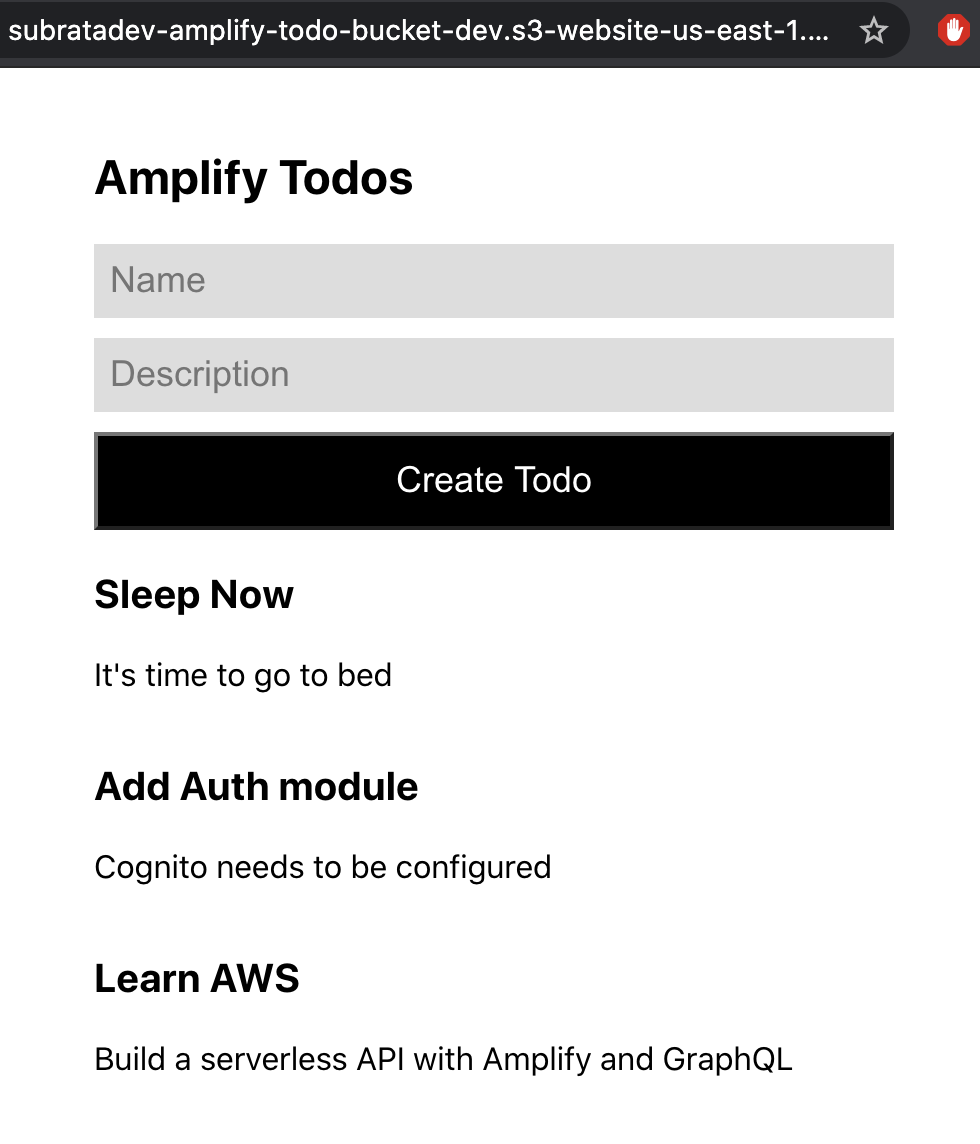 subratadev-amplify-todo-bucket-dev.s3-website-us-east-1....
Amplify Todos
Name
Description
Create Todo
Sleep Now
It's time to go to bed
Add Auth module
Cognito needs to be configured
Learn AWS
Build a serverless API with Amplify and GraphQL